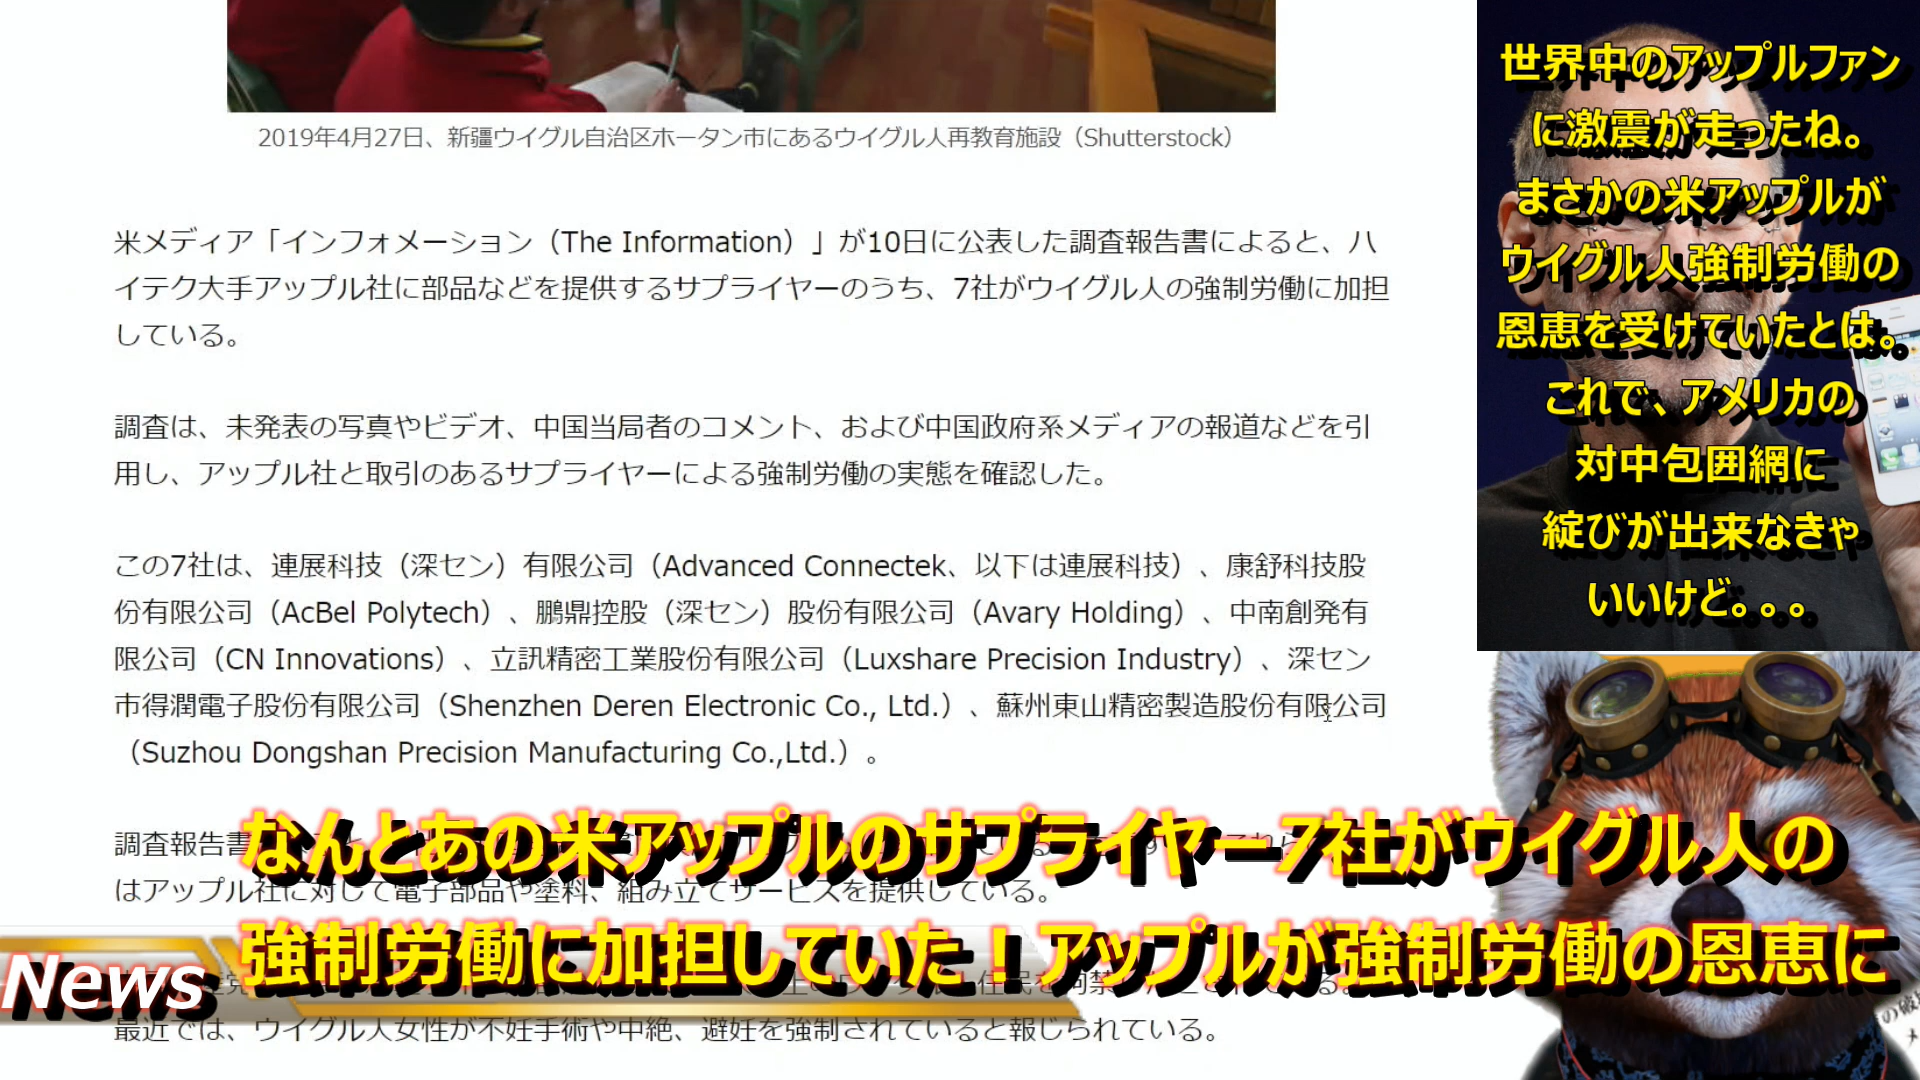 2019年4月27日、新疆ウイグル自治区ホータン市にあるウイグル人再教育施設（Shutterstock）
米メディア「インフォメーション（The Information）」が10日に公表した調査報告書によると、ハ
イテク大手アップル社に部品などを提供するサプライヤーのうち、7社がウイグル人の強制労働に加担
している。
調査は、未発表の写真やビデオ、中国当局者のコメント、および中国政府系メディアの報道などを引
用し、アップル社と取引のあるサプライヤーによる強制労働の実態を確認した。
この7社は、連展科技（深セン）有限公司（Advanced Connectek、以下は連展科技）、康舒科技股
份有限公司（AcBel Polytech）、鵬鼎控股（深セン）股份有限公司（Avary Holding）、中南創発有
限公司（CN Innovations）、立訊精密工業股份有限公司（Luxshare Precision Industry）、深セン
市得潤電子股份有限公司（Shenzhen Deren Electronic Co., Ltd.）、蘇州東山精密製造股份有限公司
（Suzhou Dongshan Precision Manufacturing Co.,Ltd.）。
調査報告書
はアップル社に対して電子部品や塗料、組み立てサービスを提供している。
最近では、ウイグル人女性が不妊手術や中絶、避妊を強制されていると報じられている。
世界中のアップルファン
に激震が走ったね。
まさかの米アップルが
ウイグル人強制労働の
恩恵を受けていたとは。
これで、アメリカの
対中包囲網に
綻びが出来なきゃ
いいけど。。。
なんとあの米アップルのサプライヤー7社がウイグル人の
強制労働に加担していた！アップルが強制労働の恩恵に
News